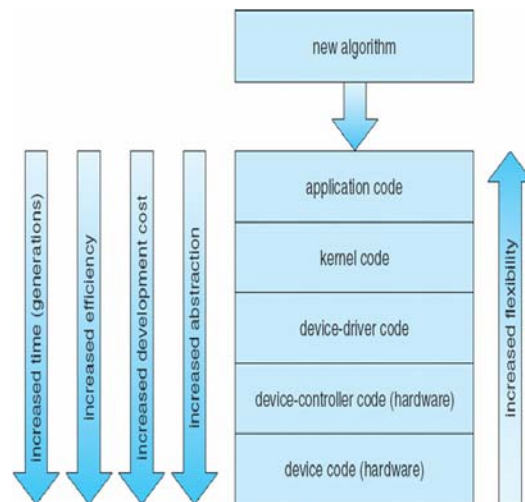 new algorithm
increased time (generations)
increased efficiency
increased development cost
increased abstraction
application code
kernel code
device-driver code
device-controller code (hardware)
device code (hardware)
increased flexibility